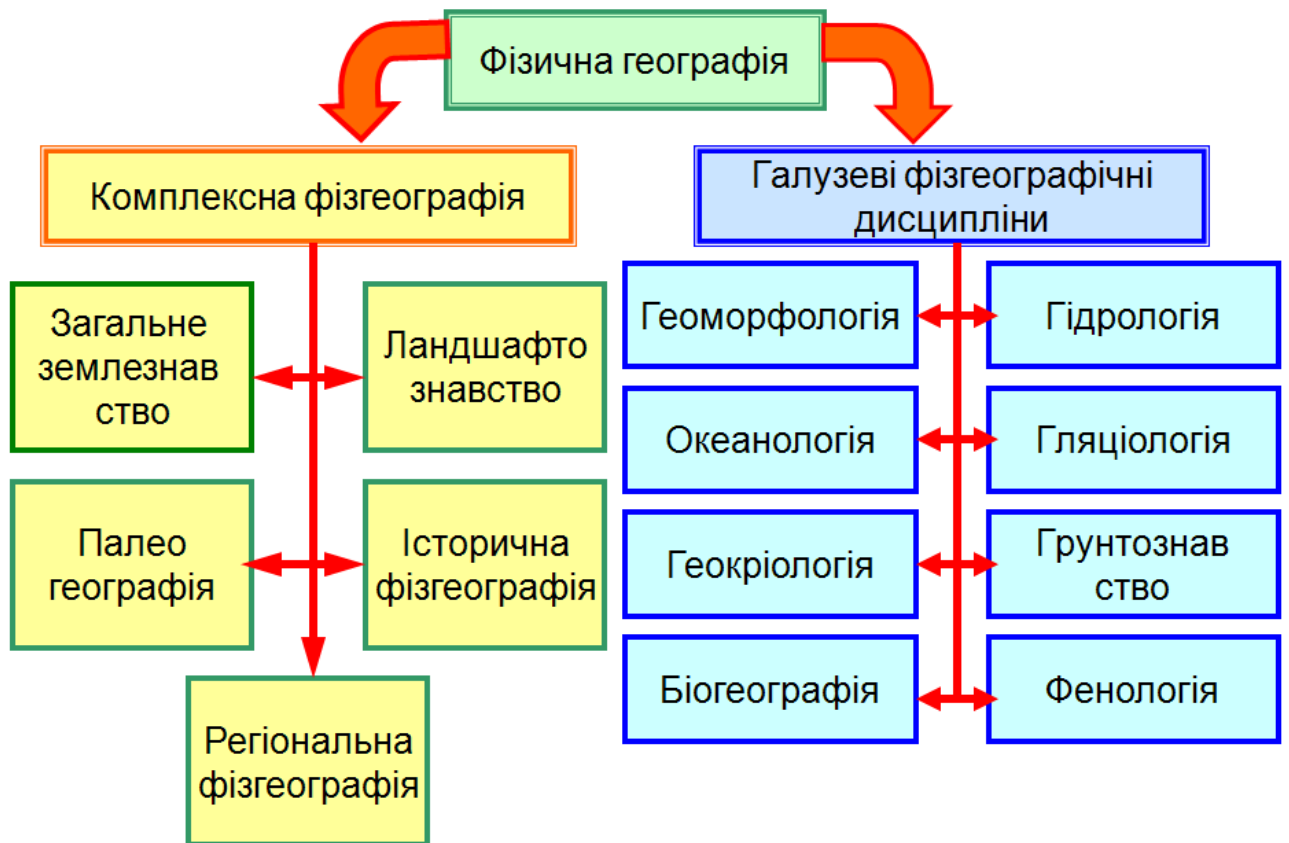 Фізична географія
Комплексна фізгеографія
Галузеві фізгеографічні
дисципліни
Загальне
землезнав
ство
Ландшафто
знавство
Палео
географія
Історична
фізгеографія
Регіональна
фізгеографія
Геоморфологія
Гідрологія
Океанологія
Гляціологія
Геокріологія
Грунтознав
ство
Біогеографія
Фенологія